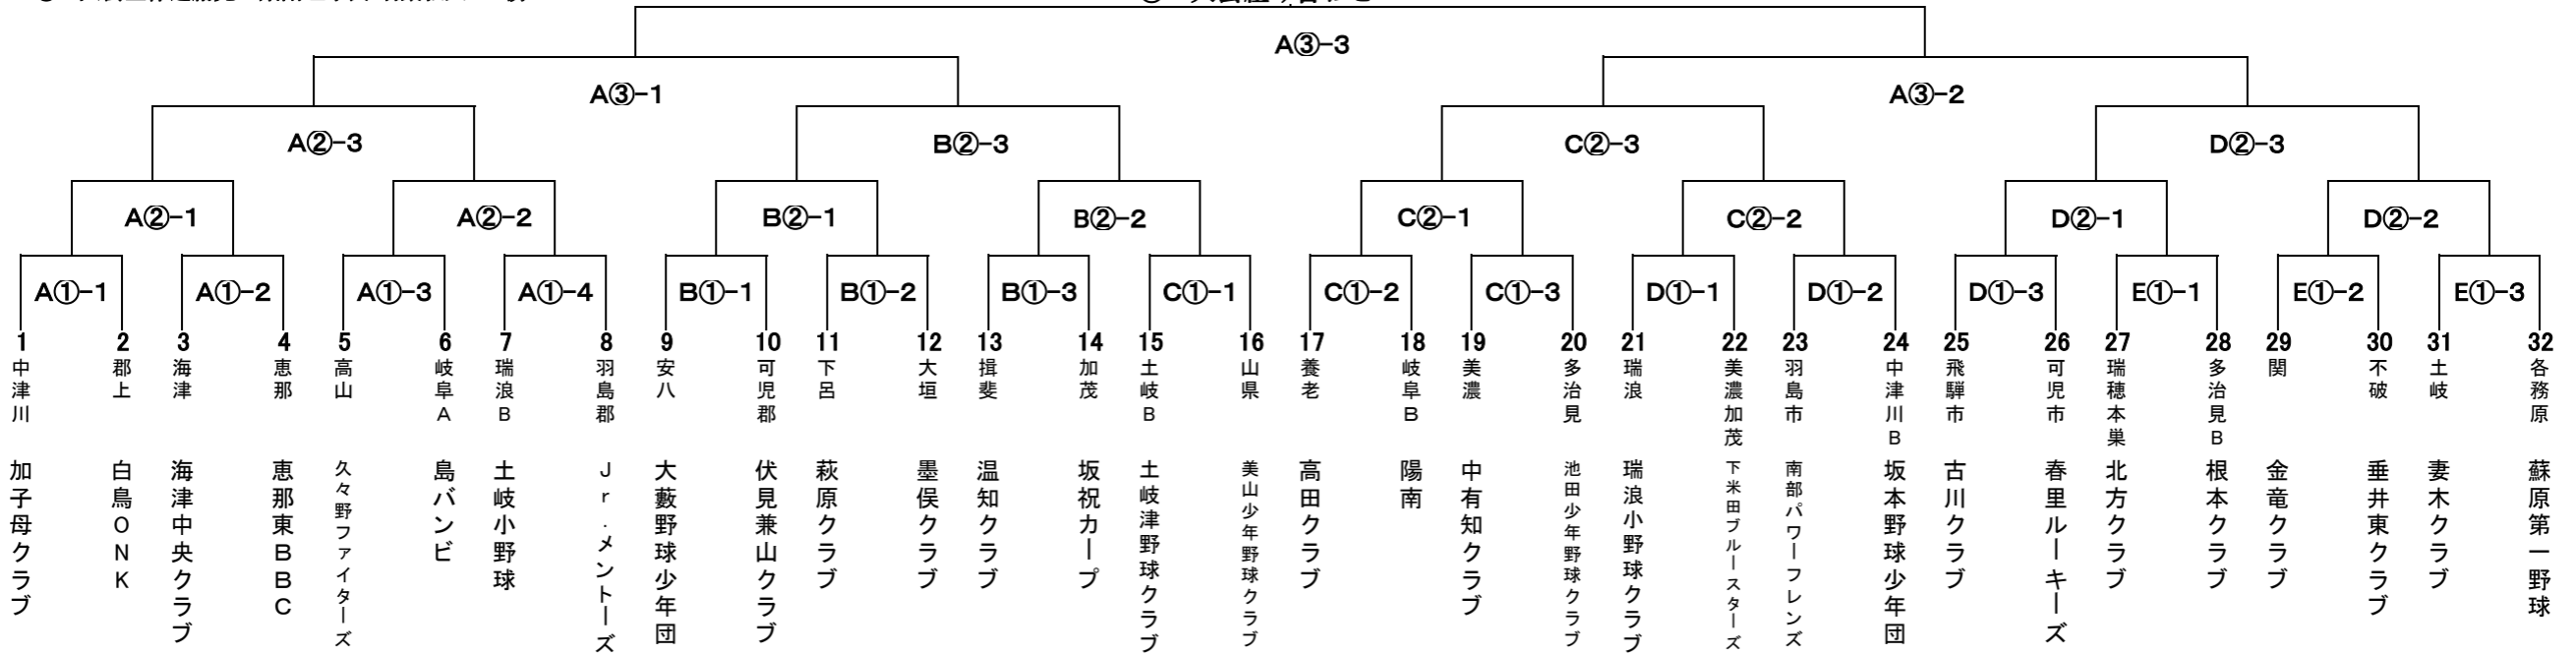 A③-3
A③-1
A③-2
A②-3
B②-3
C②-3
D②-3
A②-1
A②-2
B②-1
B②-2
C②-1
C②-2
D②-1
D②-2
A①-1
A①-2
A①-3
A①-4
B①-1
B①-2
B①-3
C①-1
C①-2
C①-3
D①-1
D①-2
D①-3
E①-1
E①-2
E①-3
1
中津川
加子母クラブ
2
郡上
白鳥ONK
3
海津
海津中央クラブ
4
恵那
恵那東BBC
5
高山
久々野ファイターズ
6
岐阜A
島バンビ
7
瑞浪B
土岐小野球
8
羽島郡
Jr.メントーズ
9
安八
大藪野球少年団
10
可児郡
伏見兼山クラブ
11
下呂
萩原クラブ
12
大垣
墨俣クラブ
13
揖斐
温知クラブ
14
加茂
坂祝カープ
15
土岐B
土岐津野球クラブ
16
山県
美山少年野球クラブ
17
養老
高田クラブ
18
岐阜B
陽南
19
美濃
中有知クラブ
20
多治見
池田少年野球クラブ
21
瑞浪
瑞浪小野球クラブ
22
美濃加茂
下米田ブルースターズ
23
羽島市
南部パワーフレンズ
24
中津川B
坂本野球少年団
25
飛騨市
古川クラブ
26
可児市
春里ルーキーズ
27
瑞穂本巣
北方クラブ
28
多治見B
根本クラブ
29
関
金竜クラブ
30
不破
垂井東クラブ
31
土岐
妻木クラブ
32
各務原
蘇原第一野球